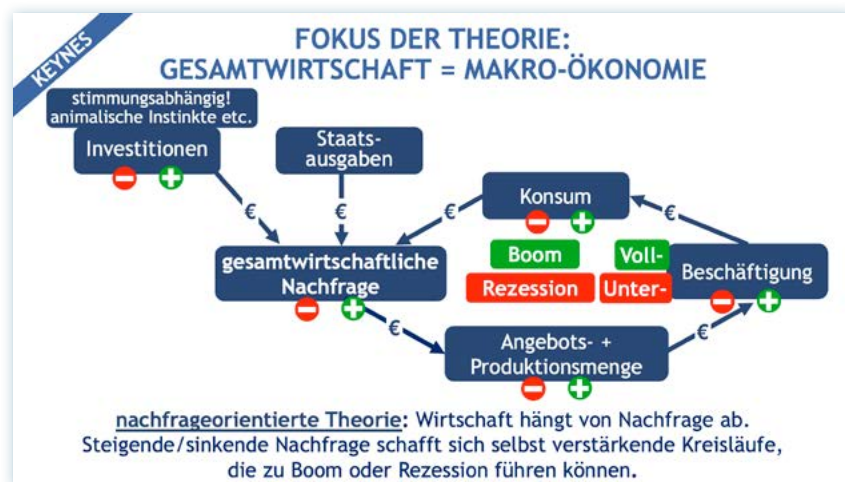 KEYNES
FOKUS DER THEORIE:
GESAMTWIRTSCHAFT = MAKRO-ÖKONOMIE
stimmungsabhängig!
animalische Instinkte etc.
Investitionen
Staats-
ausgaben
Konsum
€
€
€
€
gesamtwirtschaftliche
Nachfrage
Boom
Voll-
Rezession
Unter-
Beschäftigung
€
€
Angebots- +
Produktionsmenge
nachfrageorientierte Theorie: Wirtschaft hängt von Nachfrage ab.
Steigende/sinkende Nachfrage schafft sich selbst verstärkende Kreisläufe,
die zu Boom oder Rezession führen können.